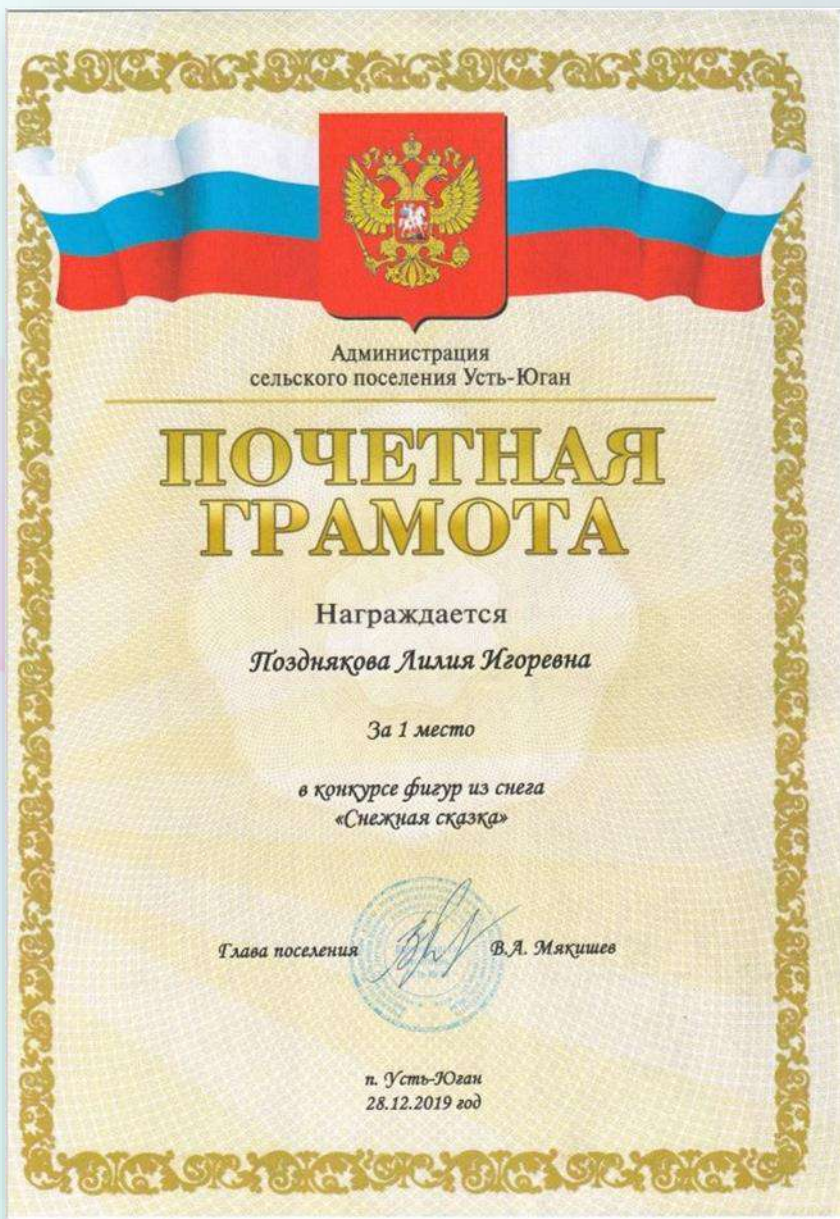 Администрация
сельского поселения Усть-Юган
ПОЧЕТНАЯ
ГРАМОТА
Награждается
Позднякова Лилия Игоревна
За 1 место
в конкурсе фигур из снега
«Снежная сказка»
Глава поселения В.А. Мякишев
п. Усть-Юган
28.12.2019 год